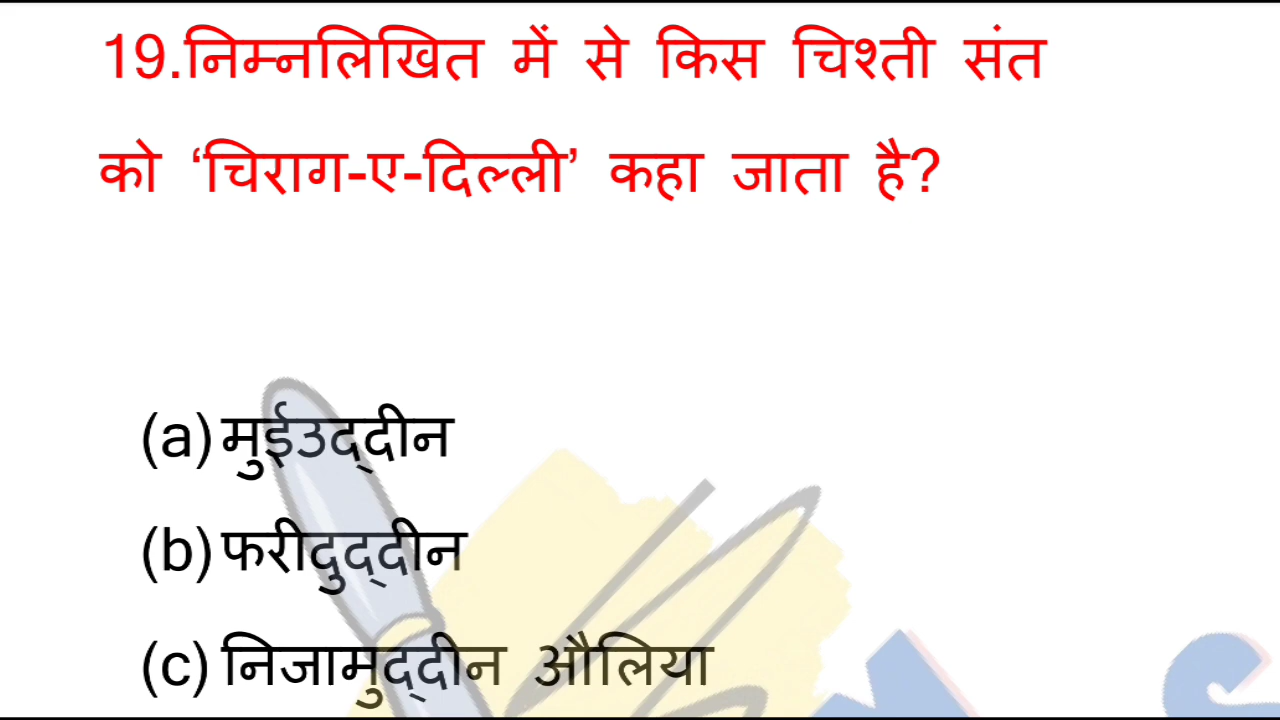 19.निम्नलिखित में से किस चिश्ती संत
को ‘चिराग-ए-दिल्ली’ कहा जाता है?
(a) मुईउद्दीन
(b) फरीदुद्दीन
(c) निजामुद्दीन औलिया